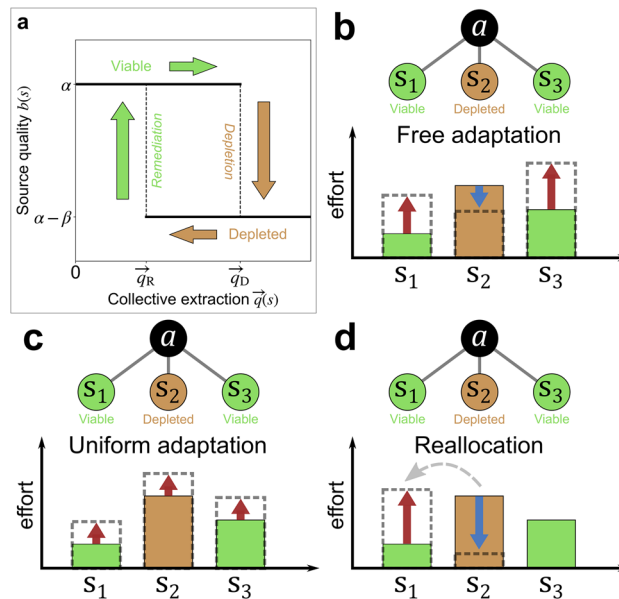 a
Source quality b(s)
α
α − β
Viable
Remediation
Depletion
Depleted
0
q⃗R
q⃗D
Collective extraction q⃗(s)
b
a
S1 S2 S3
Viable Depleted Viable
Free adaptation
effort
S1 S2 S3
c
a
S1 S2 S3
Viable Depleted Viable
Uniform adaptation
effort
S1 S2 S3
d
a
S1 S2 S3
Viable Depleted Viable
Reallocation
effort
S1 S2 S3